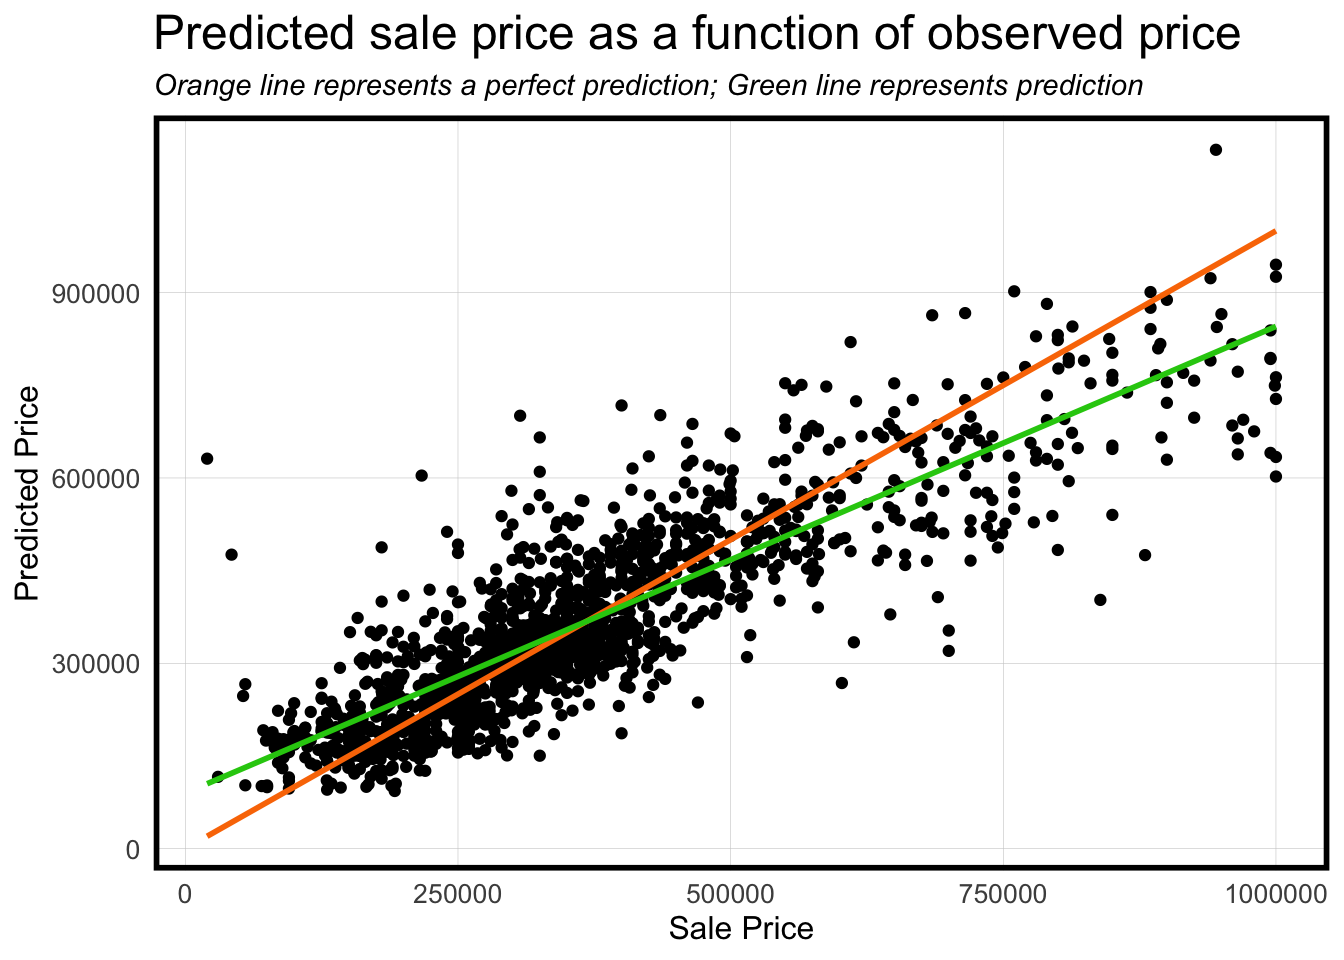 Predicted sale price as a function of observed price
Orange line represents a perfect prediction; Green line represents prediction
Predicted Price
900000
600000
300000
0
0 250000 500000 750000 1000000
Sale Price